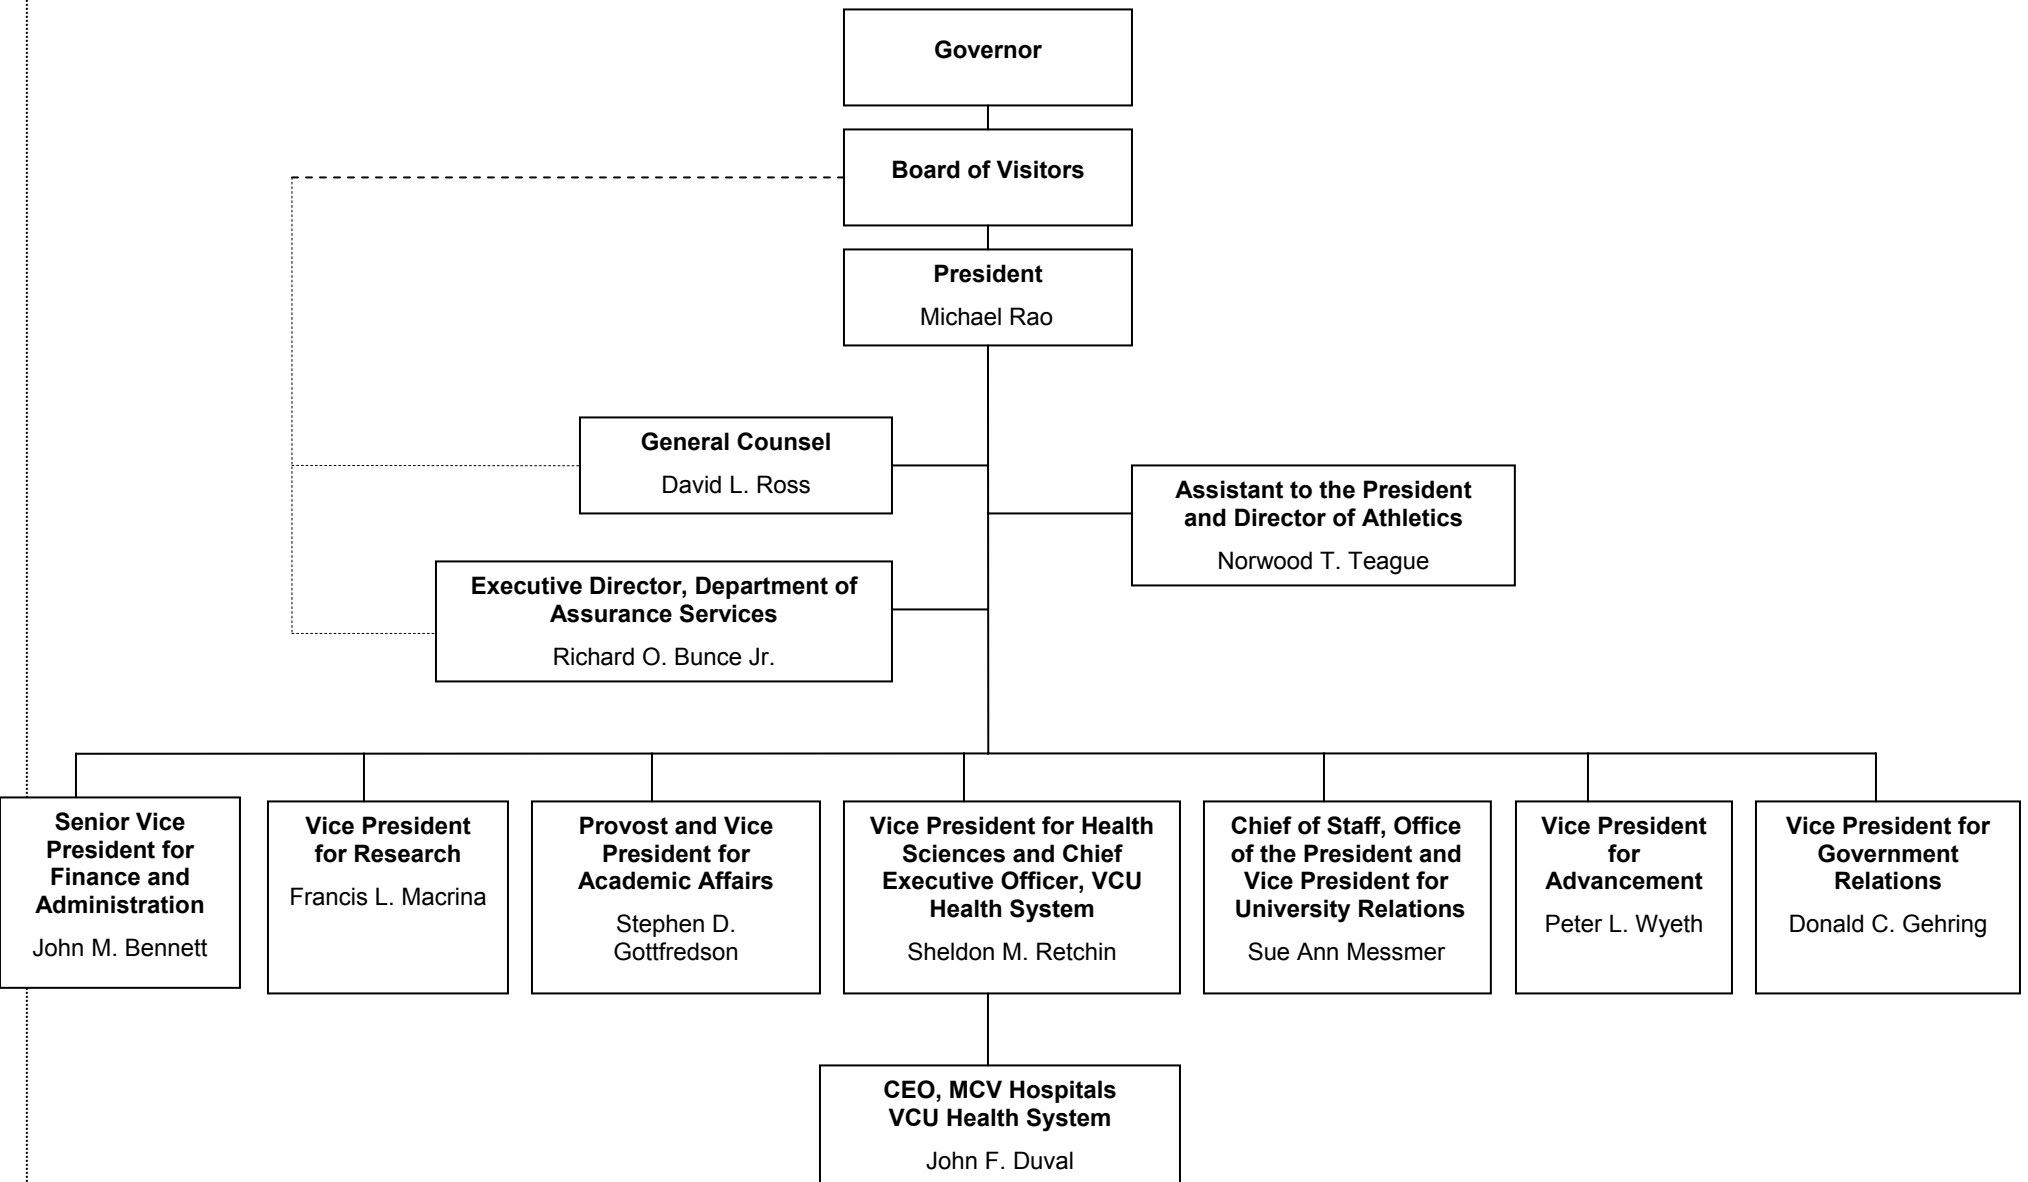 Governor
Board of Visitors
President
Michael Rao
General Counsel
David L. Ross
Assistant to the President
and Director of Athletics
Norwood T. Teague
Executive Director, Department of
Assurance Services
Richard O. Bunce Jr.
Senior Vice
President for
Finance and
Administration
John M. Bennett
Vice President
for Research
Francis L. Macrina
Provost and Vice
President for
Academic Affairs
Stephen D.
Gottfredson
Vice President for Health
Sciences and Chief
Executive Officer, VCU
Health System
Sheldon M. Retchin
Chief of Staff, Office
of the President and
Vice President for
University Relations
Sue Ann Messmer
Vice President
for
Advancement
Peter L. Wyeth
Vice President for
Government
Relations
Donald C. Gehring
CEO, MCV Hospitals
VCU Health System
John F. Duval